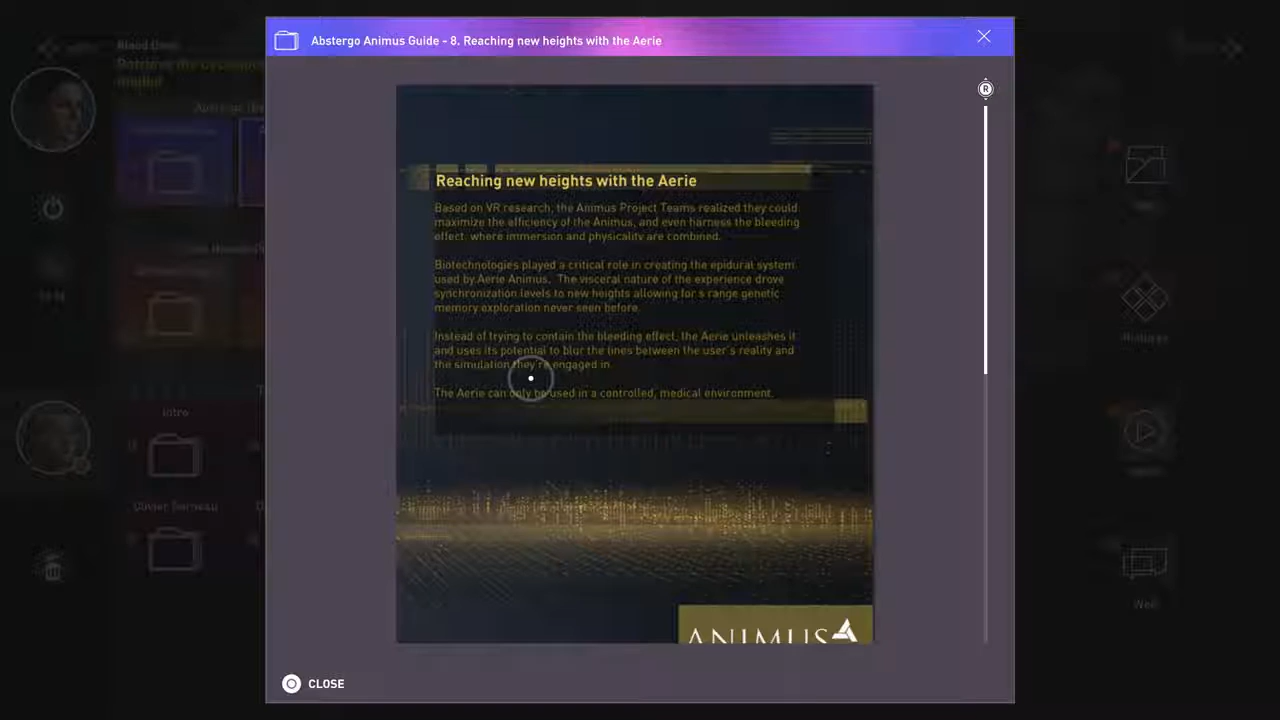 Abstergo Animus Guide - 8. Reaching new heights with the Aerie
Reaching new heights with the Aerie
Based on VR research, the Animus Project Teams realized they could
maximize the efficiency of the Animus, and even harness the bleeding
effect, where immersion and physicality are combined.
Biotechnologies played a critical role in creating the epidural system
used by Aerie Animus. The visceral nature of the experience drove
synchronization levels to new heights allowing for s range genetic
memory exploration never seen before.
Instead of trying to contain the bleeding effect, the Aerie unleashes it
and uses its potential to blur the lines between the user's reality and
the simulation they're engaged in
The Aerie can only be used in a controlled, medical environment.
ANIMUS
R
CLOSE
Intro